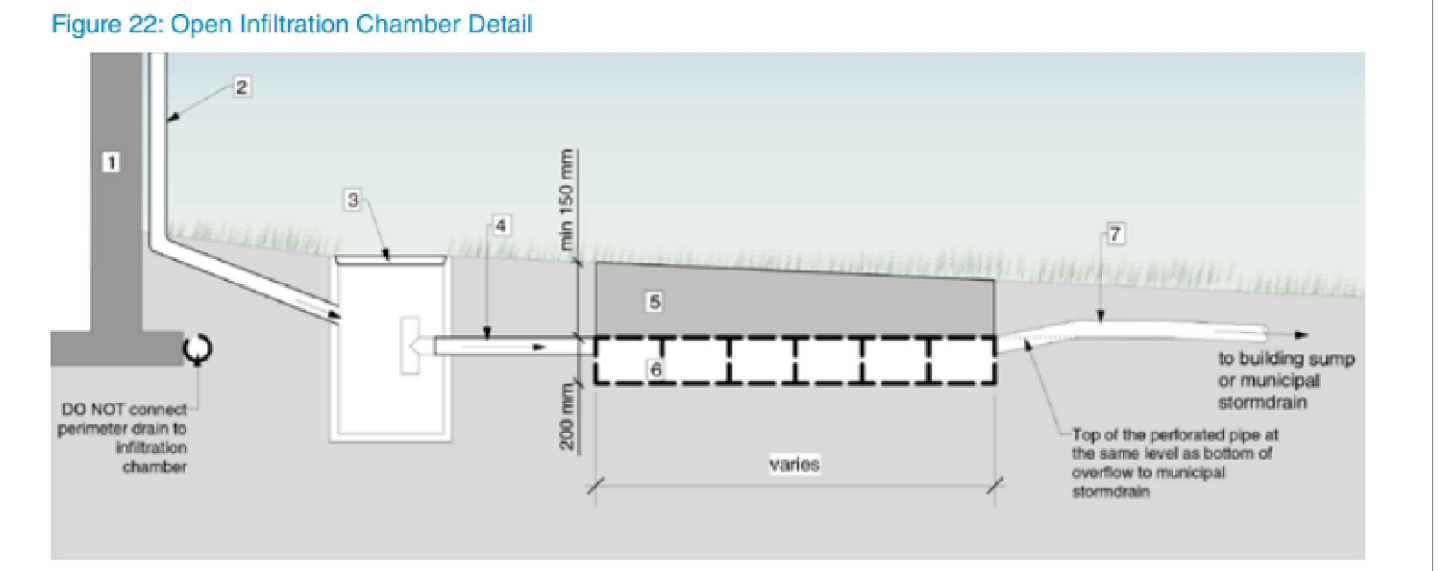 Figure 22: Open Infiltration Chamber Detail
2
1
3
4
min 150 mm
7
5
6
200 mm
to building sump
or municipal
stormdrain
DO NOT connect
perimeter drain to
infiltration
chamber
varies
Top of the perforated pipe at
the same level as bottom of
overflow to municipal
stormdrain